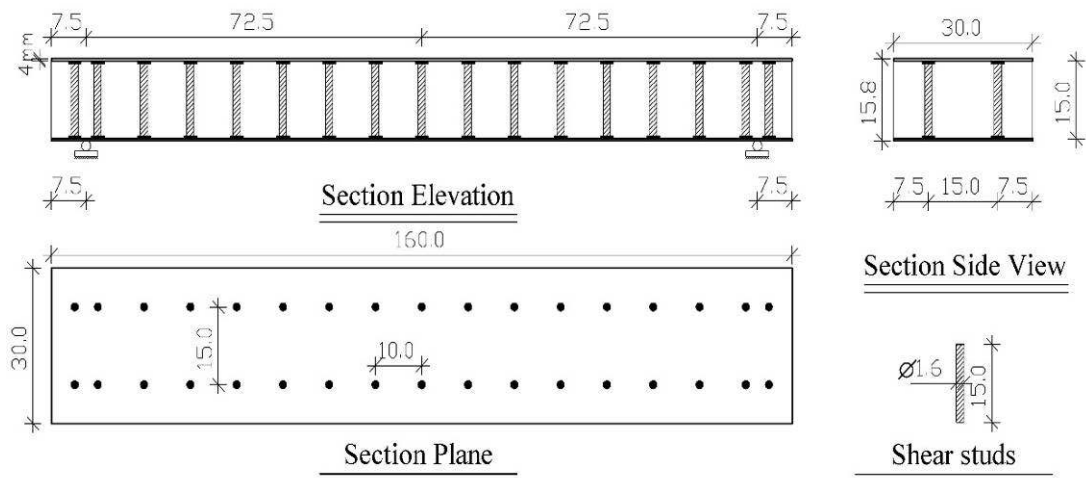 7.5 72.5 72.5 7.5
4mm
7.5 7.5
Section Elevation
160.0
30.0
15.0
10.0
Section Plane
30.0
15.8
15.0
7.5 15.0 7.5
Section Side View
Ø1.6
15.0
Shear studs